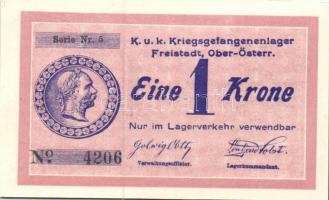 Serie Nr. 5
K. u. k. Kriegsgefangenenlager
Freistadt, Ober-Österr.
Eine 1 Krone
Nur im Lagerverkehr verwendbar
Verwaltungsoffizier.
Lagerkommandant.
No 4206